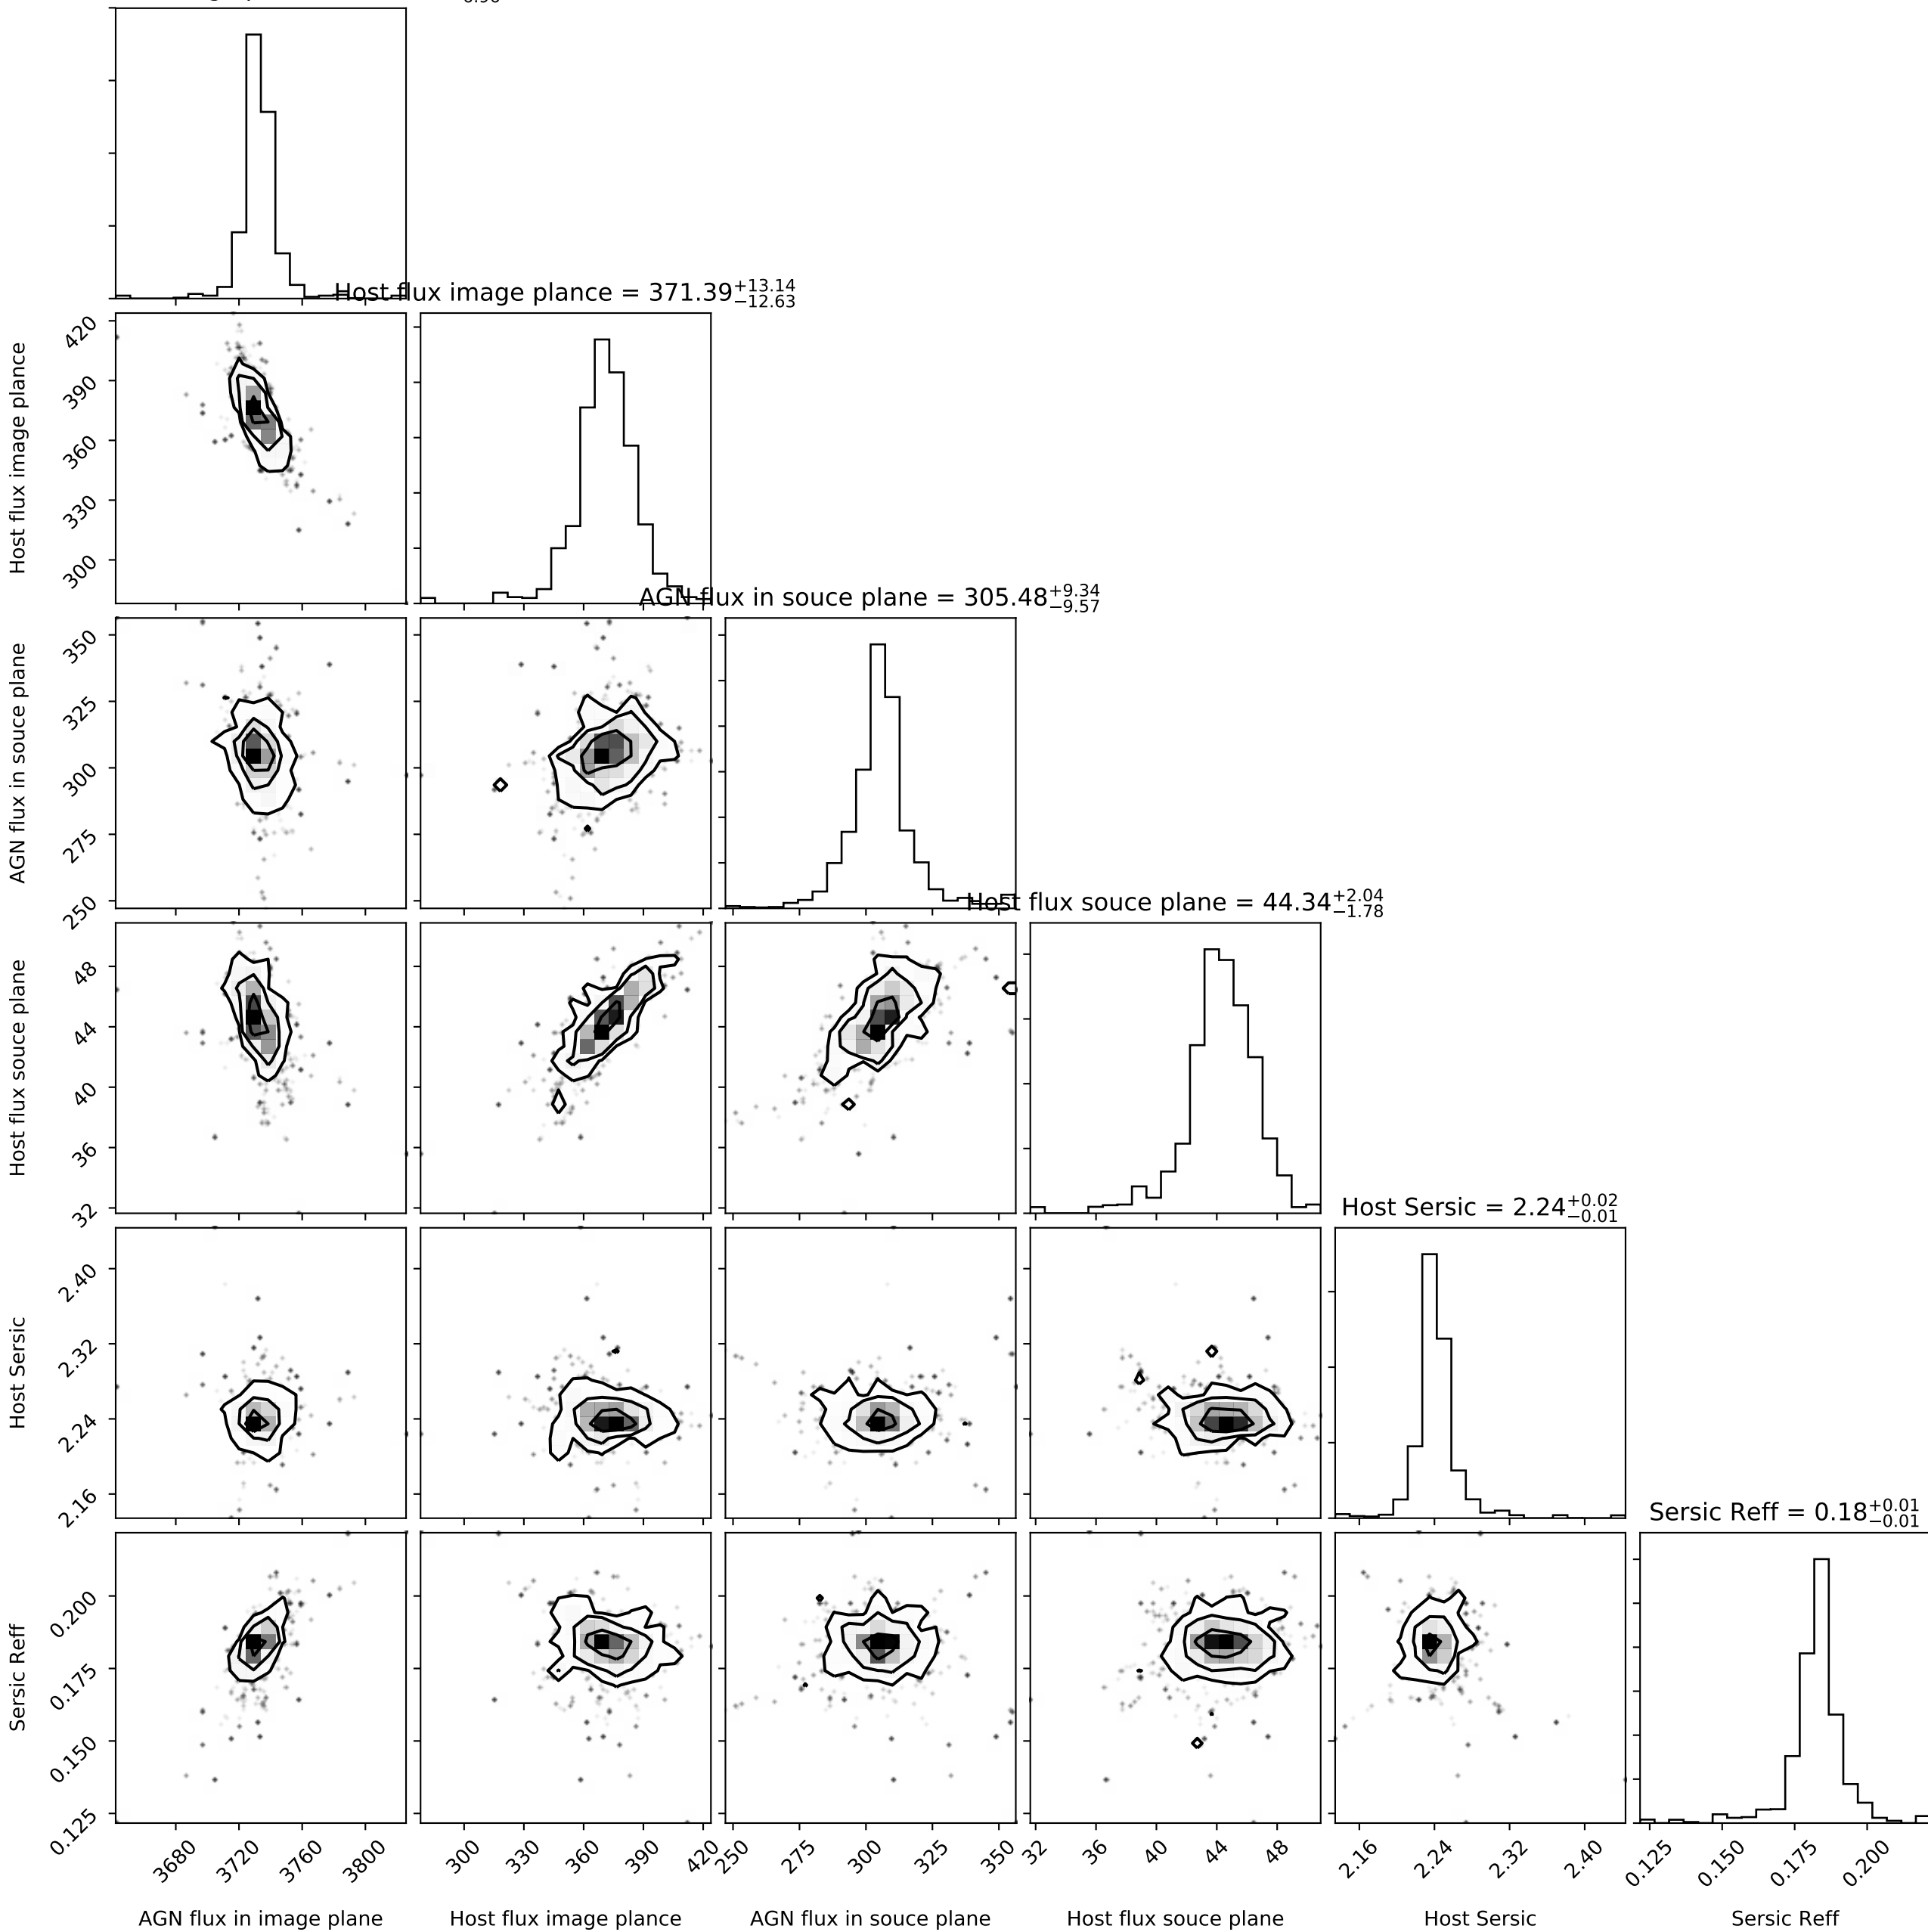 Host flux image plance = 371.39 +13.14 −12.63
420
390
360
330
300
Host flux image plance
AGN flux in souce plane = 305.48 +9.34 −9.57
350
325
300
275
250
AGN flux in souce plane
Host flux souce plane = 44.34 +2.04 −1.78
48
44
40
36
32
Host flux souce plane
Host Sersic = 2.24 +0.02 −0.01
2.40
2.32
2.24
2.16
Host Sersic
Sersic Reff = 0.18 +0.01 −0.01
0.200
0.175
0.150
0.125
Sersic Reff
3680 3720 3760 3800 300 330 360 390 420 250 275 300 325 350 32 36 40 44 48 2.16 2.24 2.32 2.40 0.125 0.150 0.175 0.200
AGN flux in image plane Host flux image plance AGN flux in souce plane Host flux souce plane Host Sersic Sersic Reff